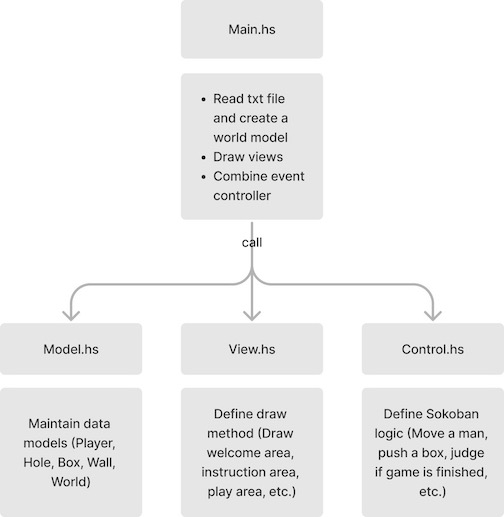 Main.hs
• Read txt file
and create a
world model
• Draw views
• Combine event
controller
call
Model.hs
View.hs
Control.hs
Maintain data
models (Player,
Hole, Box, Wall,
World)
Define draw
method (Draw
welcome area,
instruction area,
play area, etc.)
Define Sokoban
logic (Move a man,
push a box, judge
if game is finished,
etc.)